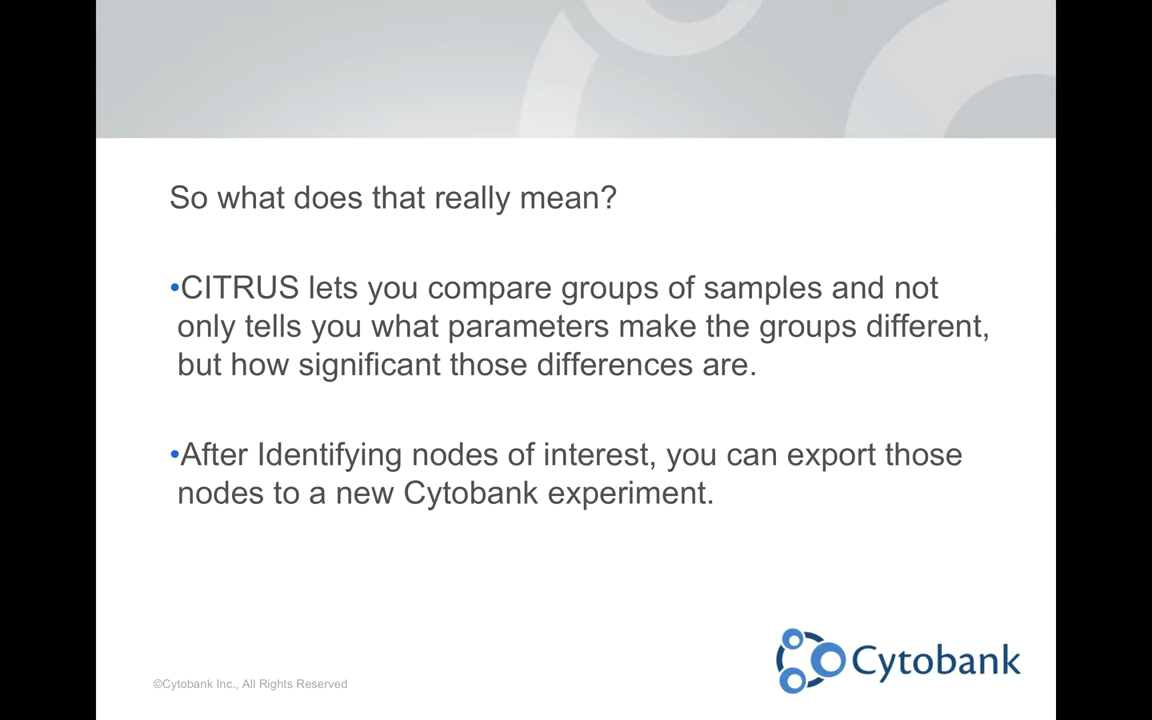 So what does that really mean?
•CITRUS lets you compare groups of samples and not
only tells you what parameters make the groups different,
but how significant those differences are.
•After Identifying nodes of interest, you can export those
nodes to a new Cytobank experiment.
©Cytobank Inc., All Rights Reserved
Cytobank